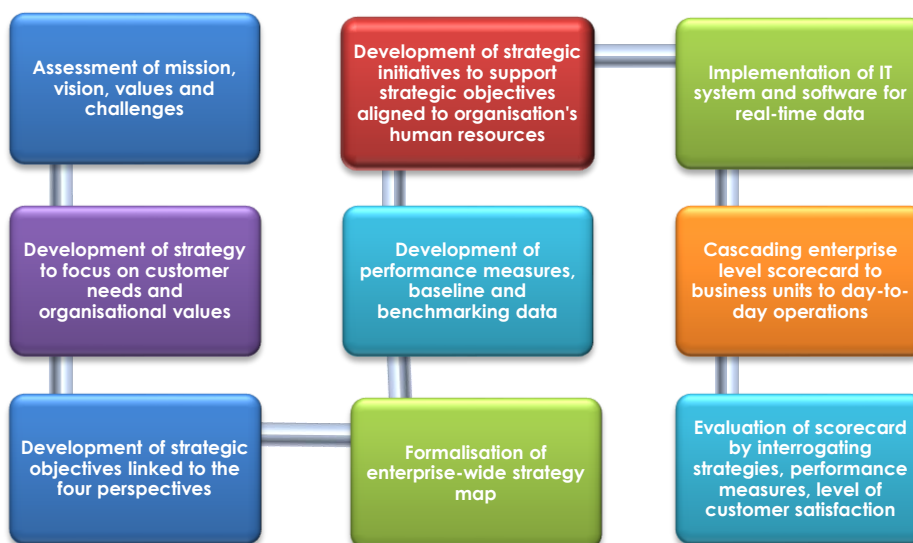 Assessment of mission,
vision, values and
challenges
Development of strategy
to focus on customer
needs and
organisational values
Development of strategic
objectives linked to the
four perspectives
Formalisation of
enterprise-wide strategy
map
Development of
performance measures,
baseline and
benchmarking data
Development of strategic
initiatives to support
strategic objectives
aligned to organisation's
human resources
Implementation of IT
system and software for
real-time data
Cascading enterprise
level scorecard to
business units to day-to-
day operations
Evaluation of scorecard
by interrogating
strategies, performance
measures, level of
customer satisfaction